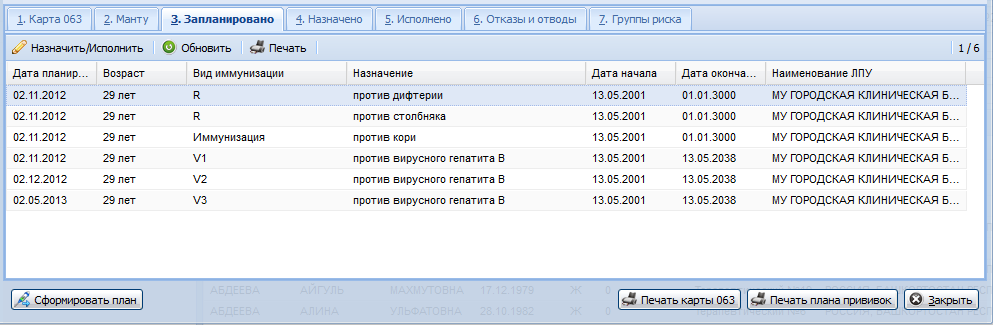 1. Карта 063 2. Манту 3. Запланировано 4. Назначено 5. Исполнено 6. Отказы и отводы 7. Группы риска
Назначить/Исполнить Обновить Печать 1 / 6
Дата планир... Возраст Вид иммунизации Назначение Дата начала Дата оконча... Наименование ЛПУ
02.11.2012 29 лет R против дифтерии 13.05.2001 01.01.3000 МУ ГОРОДСКАЯ КЛИНИЧЕСКАЯ Б...
02.11.2012 29 лет R против столбняка 13.05.2001 01.01.3000 МУ ГОРОДСКАЯ КЛИНИЧЕСКАЯ Б...
02.11.2012 29 лет Иммунизация против кори 13.05.2001 01.01.3000 МУ ГОРОДСКАЯ КЛИНИЧЕСКАЯ Б...
02.11.2012 29 лет V1 против вирусного гепатита B 13.05.2001 13.05.2038 МУ ГОРОДСКАЯ КЛИНИЧЕСКАЯ Б...
02.12.2012 29 лет V2 против вирусного гепатита B 13.05.2001 13.05.2038 МУ ГОРОДСКАЯ КЛИНИЧЕСКАЯ Б...
02.05.2013 29 лет V3 против вирусного гепатита B 13.05.2001 13.05.2038 МУ ГОРОДСКАЯ КЛИНИЧЕСКАЯ Б...
АБДЕЕВА АЙГУЛЬ МАХМУТОВНА 17.12.1979 Ж 0
Сформировать план Печать карты 063 Печать плана прививок Закрыть
АБДЕЕВА АЛИНА УЛЬФАТОВНА 28.10.1982 Ж 0 РОССИЯ, БАШКОРТОСТАН РЕСП